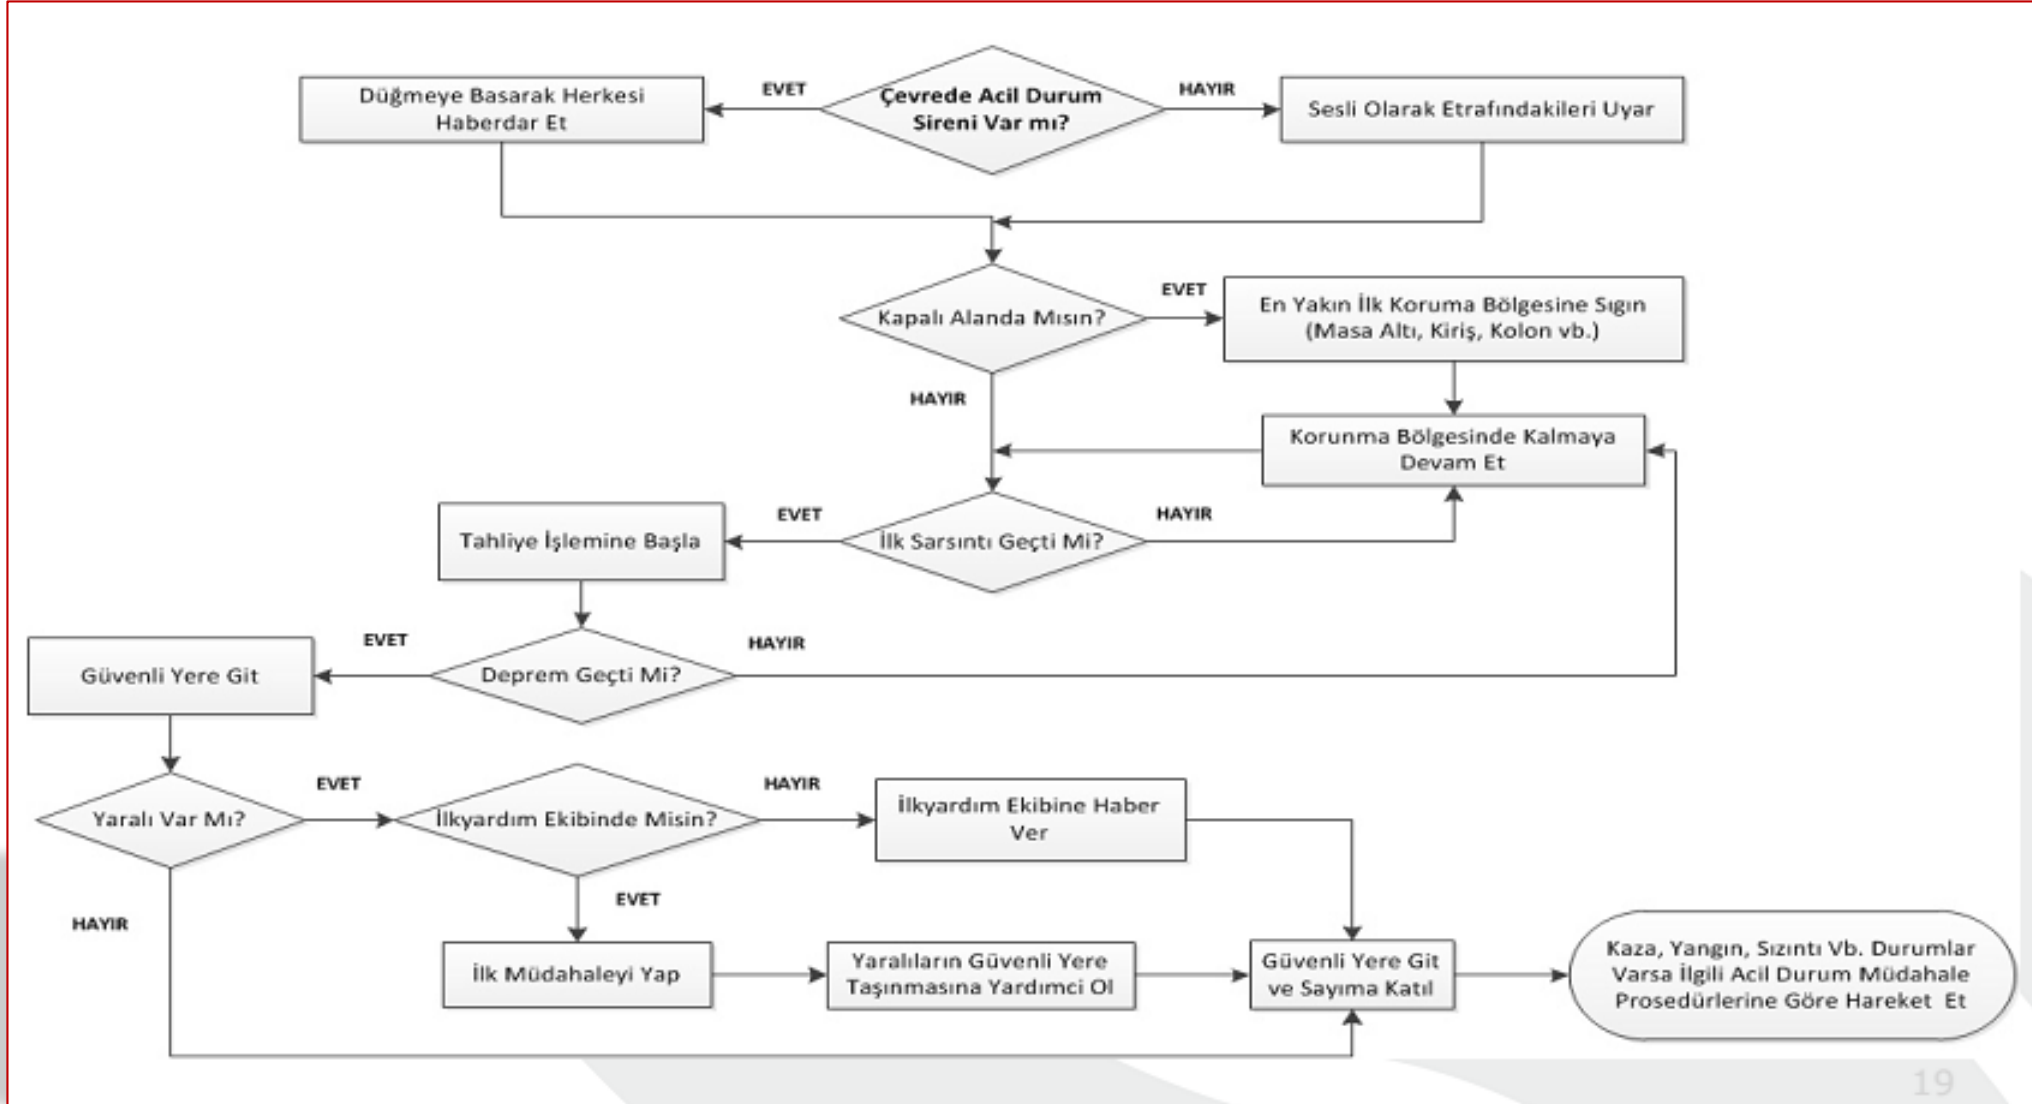 Düğmeye Basarak Herkesi
Haberdar Et
EVET
Çevrede Acil Durum
Sireni Var mı?
HAYIR
Sesli Olarak Etrafındakileri Uyar
Kapalı Alanda Mısın?
EVET
En Yakın İlk Koruma Bölgesine Sıgın
(Masa Altı, Kiriş, Kolon vb.)
HAYIR
Korunma Bölgesinde Kalmaya
Devam Et
Tahliye İşlemine Başla
EVET
İlk Sarsıntı Geçti Mi?
HAYIR
Güvenli Yere Git
EVET
Deprem Geçti Mi?
HAYIR
Yaralı Var Mı?
EVET
İlkyardım Ekibinde Misin?
HAYIR
İlkyardım Ekibine Haber
Ver
HAYIR
EVET
İlk Müdahaleyi Yap
Yaralıların Güvenli Yere
Taşınmasına Yardımci Ol
Güvenli Yere Git
ve Sayıma Katıl
Kaza, Yangın, Sızıntı Vb. Durumlar
Varsa İlgili Acil Durum Müdahale
Prosedürlerine Göre Hareket Et
19